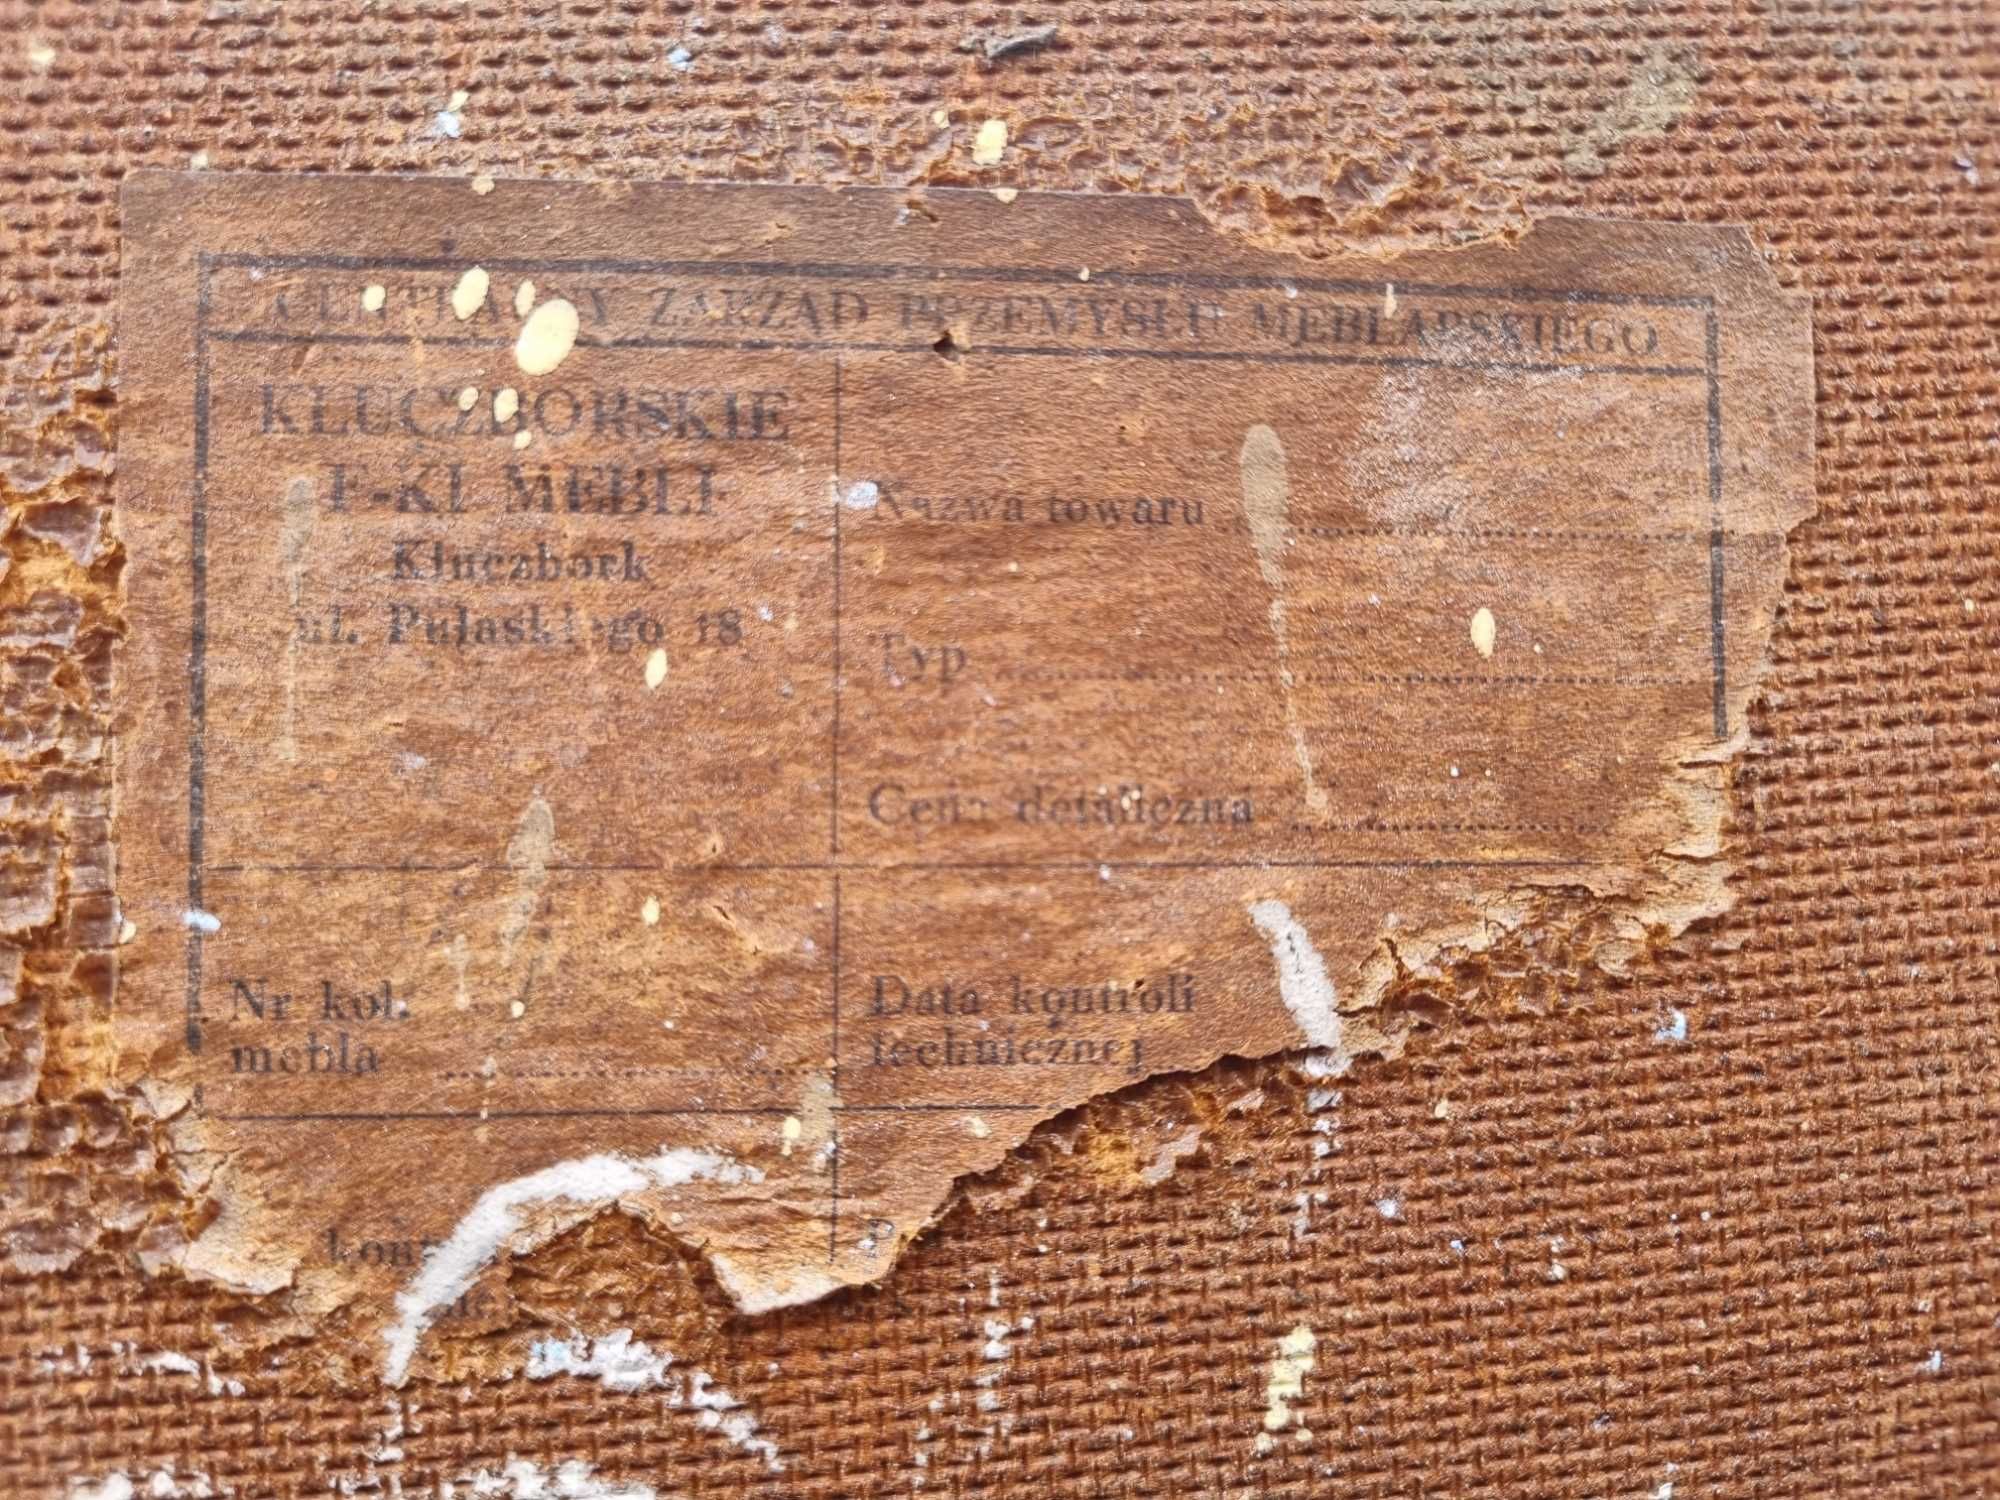 CENTRALNY ZARZĄD PRZEMYSŁU MEBLARSKIEGO
KLUCZBORSKIE
F-KI MEBLI
Kluczbork
ul. Pułaskiego 18
Nazwa towaru
Typ
Cena detaliczna
Nr kol.
mebla
Data kontroli
technicznej